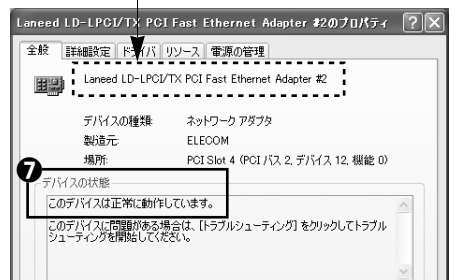 Laneed LD-LPCI/TX PCI Fast Ethernet Adapter #2のプロパティ
全般 詳細設定 ドライバ リソース 電源の管理
Laneed LD-LPCI/TX PCI Fast Ethernet Adapter #2
デバイスの種類: ネットワーク アダプタ
製造元: ELECOM
場所: PCI Slot 4 (PCI バス 2, デバイス 12, 機能 0)
7
デバイスの状態
このデバイスは正常に動作しています。
このデバイスに問題がある場合は、[トラブルシューティング] をクリックしてトラブル
シューティングを開始してください。